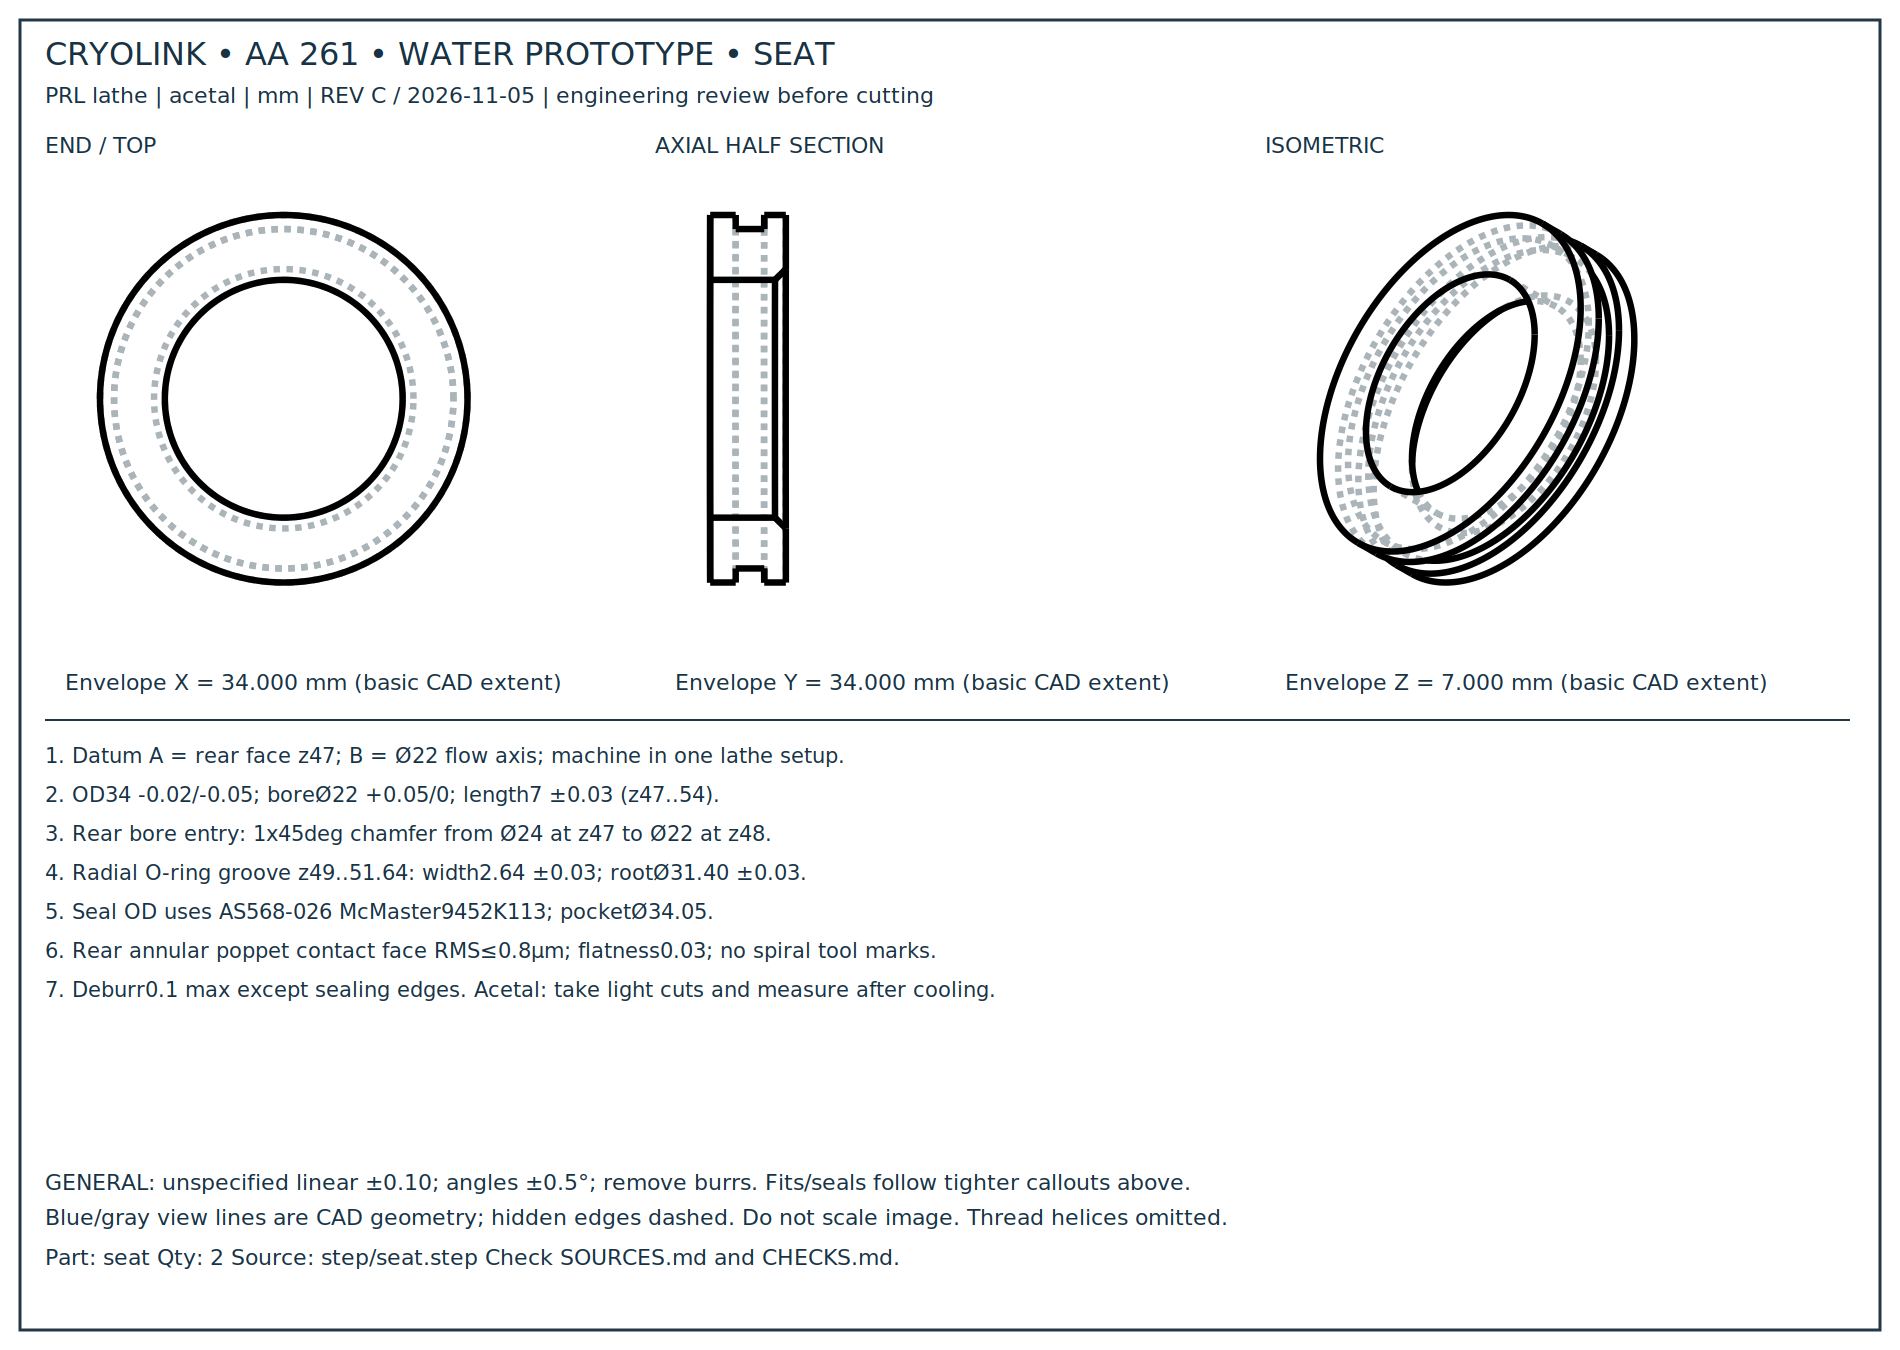 CRYOLINK • AA 261 • WATER PROTOTYPE • SEAT
PRL lathe | acetal | mm | REV C / 2026-11-05 | engineering review before cutting
END / TOP
AXIAL HALF SECTION
ISOMETRIC
Envelope X = 34.000 mm (basic CAD extent)
Envelope Y = 34.000 mm (basic CAD extent)
Envelope Z = 7.000 mm (basic CAD extent)
1. Datum A = rear face z47; B = Ø22 flow axis; machine in one lathe setup.
2. OD34 -0.02/-0.05; boreØ22 +0.05/0; length7 ±0.03 (z47..54).
3. Rear bore entry: 1x45deg chamfer from Ø24 at z47 to Ø22 at z48.
4. Radial O-ring groove z49..51.64: width2.64 ±0.03; rootØ31.40 ±0.03.
5. Seal OD uses AS568-026 McMaster9452K113; pocketØ34.05.
6. Rear annular poppet contact face RMS≤0.8µm; flatness0.03; no spiral tool marks.
7. Deburr0.1 max except sealing edges. Acetal: take light cuts and measure after cooling.
GENERAL: unspecified linear ±0.10; angles ±0.5°; remove burrs. Fits/seals follow tighter callouts above.
Blue/gray view lines are CAD geometry; hidden edges dashed. Do not scale image. Thread helices omitted.
Part: seat Qty: 2 Source: step/seat.step Check SOURCES.md and CHECKS.md.